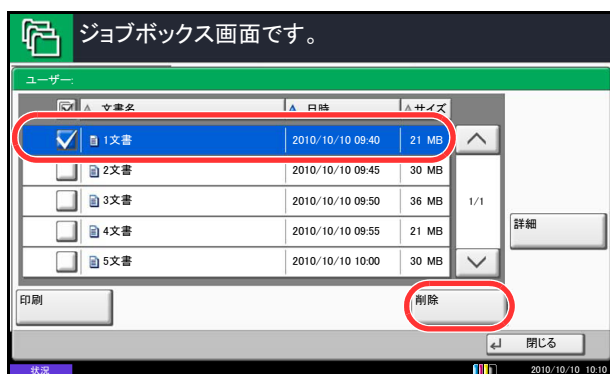 ジョブボックス画面です。
ユーザー:
文書名 日時 サイズ
1文書 2010/10/10 09:40 21 MB
2文書 2010/10/10 09:45 30 MB
3文書 2010/10/10 09:50 36 MB
1/1
4文書 2010/10/10 09:55 21 MB
詳細
5文書 2010/10/10 10:00 30 MB
印刷 削除
閉じる
状況 2010/10/10 10:10